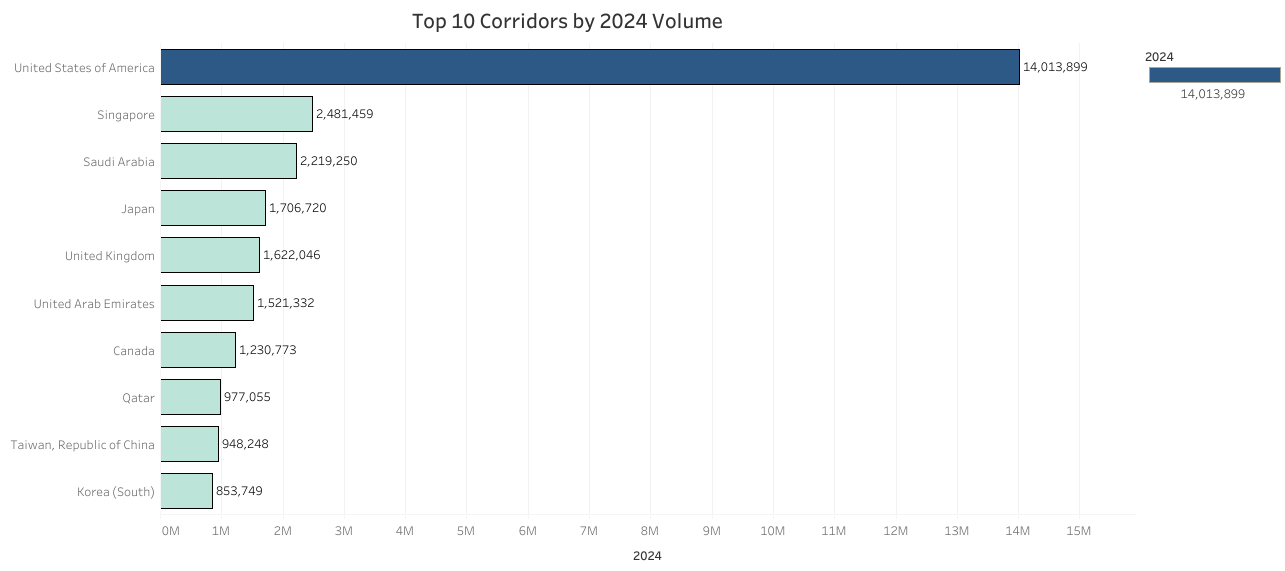 Top 10 Corridors by 2024 Volume
United States of America 14,013,899
Singapore 2,481,459
Saudi Arabia 2,219,250
Japan 1,706,720
United Kingdom 1,622,046
United Arab Emirates 1,521,332
Canada 1,230,773
Qatar 977,055
Taiwan, Republic of China 948,248
Korea (South) 853,749
0M 1M 2M 3M 4M 5M 6M 7M 8M 9M 10M 11M 12M 13M 14M 15M
2024
2024
14,013,899